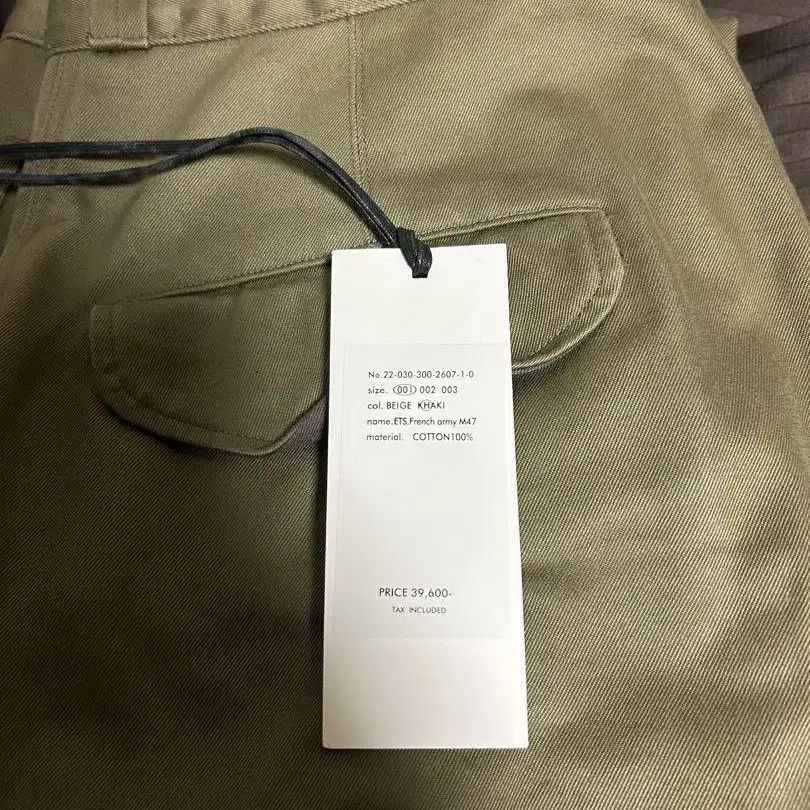 No.22-030-300-2607-1-0
size. 001 002 003
col. BEIGE KHAKI
name.ETS.French army M47
material. COTTON100%
PRICE 39,600-
TAX INCLUDED